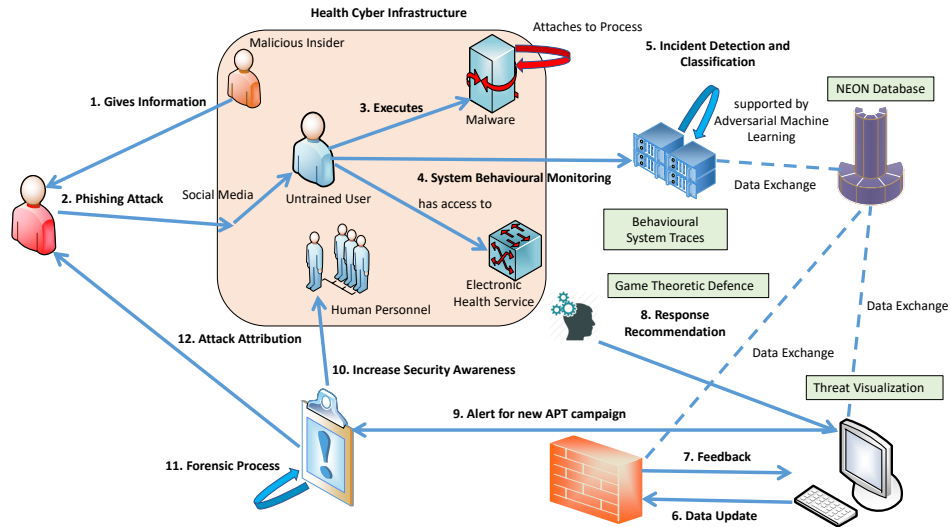 Health Cyber Infrastructure
Malicious Insider
Attaches to Process
5. Incident Detection and
Classification
1. Gives Information
3. Executes
Malware
NEON Database
supported by
Adversarial Machine
Learning
2. Phishing Attack
Social Media
Untrained User
4. System Behavioural Monitoring
has access to
Data Exchange
Behavioural
System Traces
Electronic
Health Service
Human Personnel
Game Theoretic Defence
8. Response
Recommendation
Data Exchange
Data Exchange
12. Attack Attribution
10. Increase Security Awareness
Threat Visualization
9. Alert for new APT campaign
11. Forensic Process
7. Feedback
6. Data Update